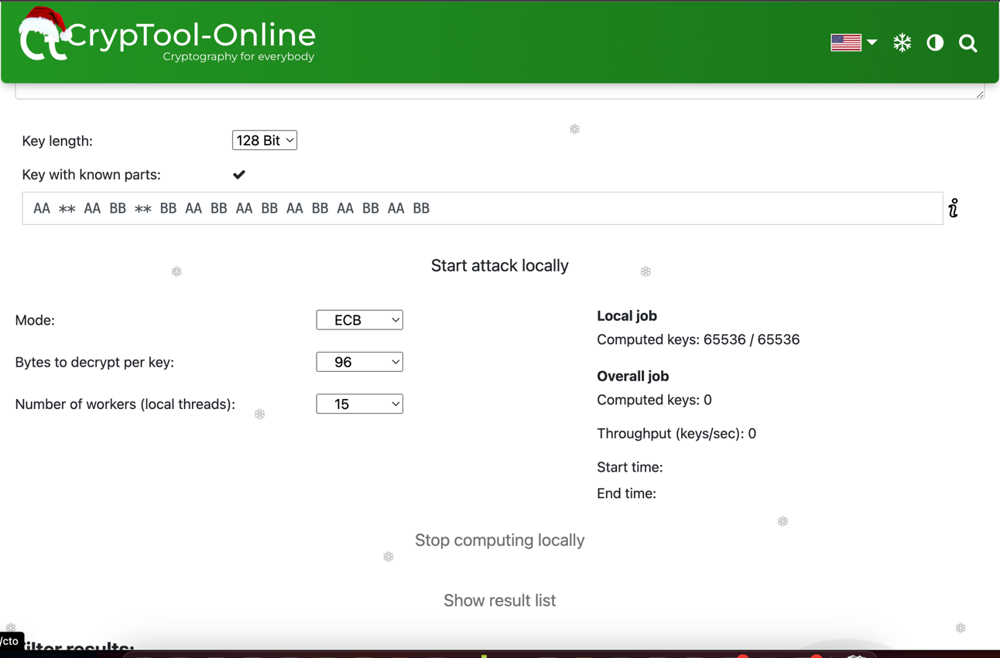 CrypTool-Online
Cryptography for everybody
Key length:
128 Bit
Key with known parts:
AA ** AA BB ** BB AA BB AA BB AA BB AA BB AA BB
i
Start attack locally
Mode:
ECB
Bytes to decrypt per key:
96
Number of workers (local threads):
15
Local job
Computed keys: 65536 / 65536
Overall job
Computed keys: 0
Throughput (keys/sec): 0
Start time:
End time:
Stop computing locally
Show result list
/cto
Filter results: